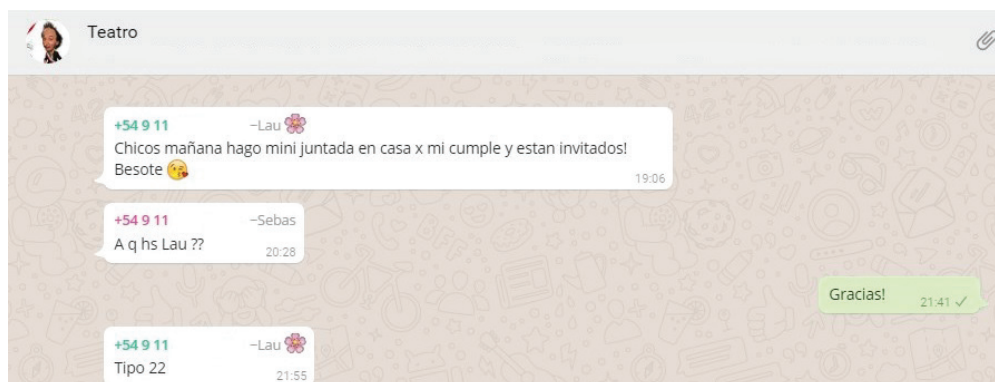 Teatro
+54 9 11 ~Lau
Chicos mañana hago mini juntada en casa x mi cumple y estan invitados!
Besote
19:06
+54 9 11 ~Sebas
A q hs Lau ??
20:28
Gracias!
21:41
+54 9 11 ~Lau
Tipo 22
21:55